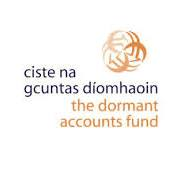 ciste na
gcuntas díomhaoin
the dormant
accounts fund